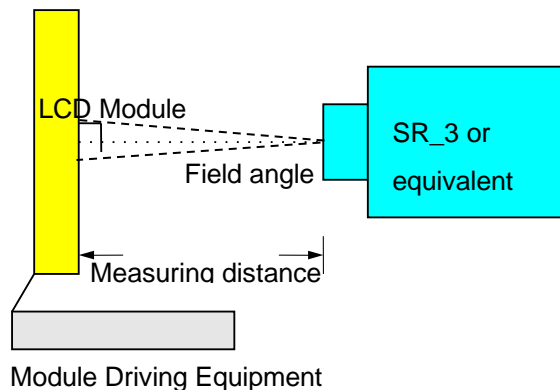 LCD Module
SR_3 or
equivalent
Field angle
Measuring distance
Module Driving Equipment